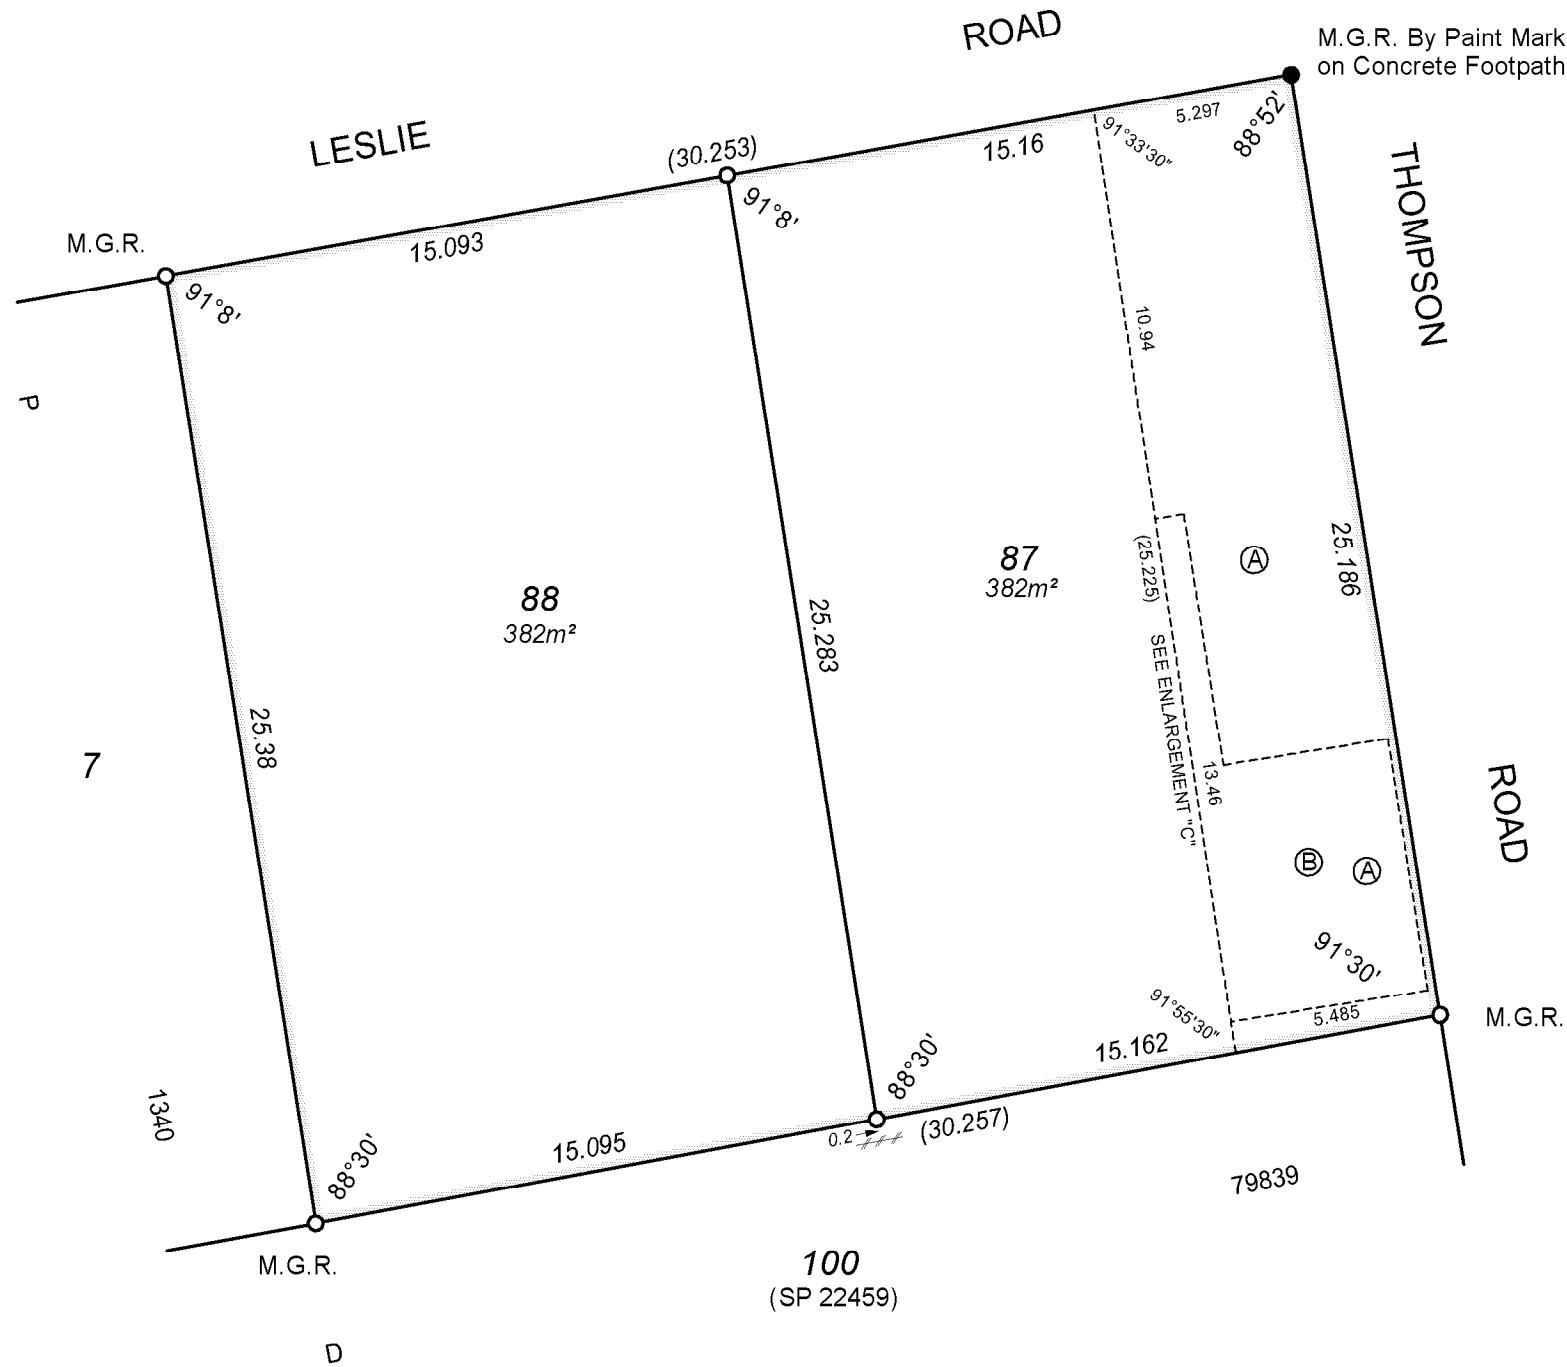 ROAD
M.G.R. By Paint Mark
on Concrete Footpath
LESLIE
(30.253)
15.16
5.297
91°33'30"
88°52'
THOMPSON
M.G.R.
15.093
91°8'
91°8'
10.94
P
88
382m²
87
382m²
(25.225)
A
25.186
25.283
SEE ENLARGEMENT "C"
25.38
7
13.46
ROAD
B
A
91°30'
91°55'30"
5.485
M.G.R.
15.162
88°30'
1340
0.2
(30.257)
15.095
88°30'
79839
M.G.R.
100
(SP 22459)
D